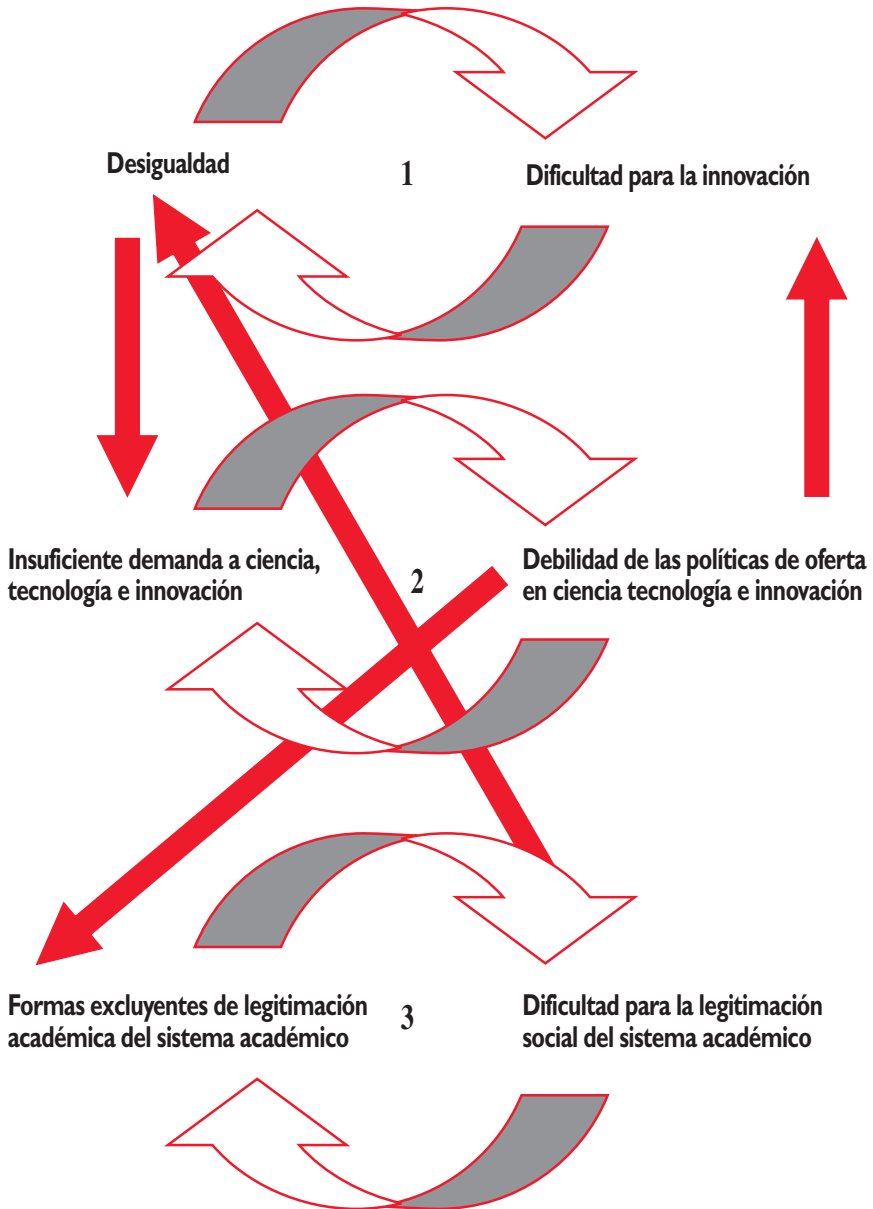 Desigualdad
1
Dificultad para la innovación
Insuficiente demanda a ciencia,
tecnología e innovación
2
Debilidad de las políticas de oferta
en ciencia tecnología e innovación
Formas excluyentes de legitimación
académica del sistema académico
3
Dificultad para la legitimación
social del sistema académico